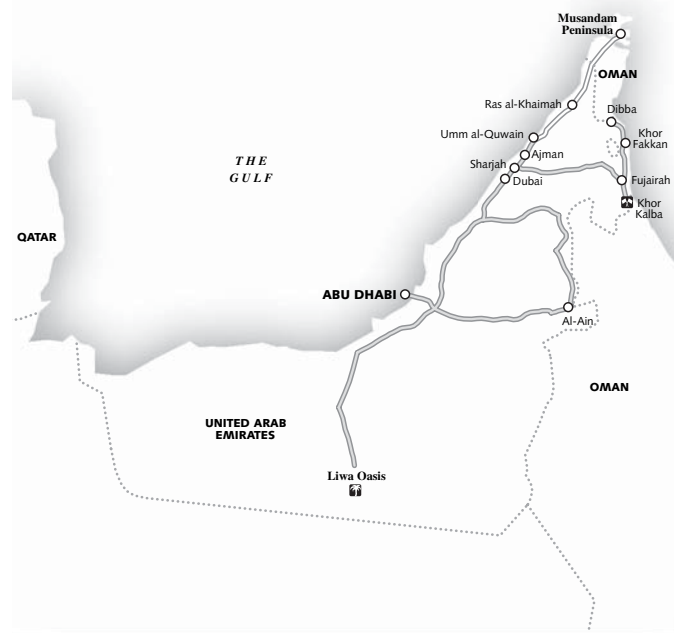 Musandam
Peninsula
OMAN
Ras al-Khaimah
Dibba
Umm al-Quwain
Khor
Fakkan
Ajman
THE
GULF
Sharjah
Dubai
Fujairah
Khor
Kalba
QATAR
ABU DHABI
Al-Ain
OMAN
UNITED ARAB
EMIRATES
Liwa Oasis